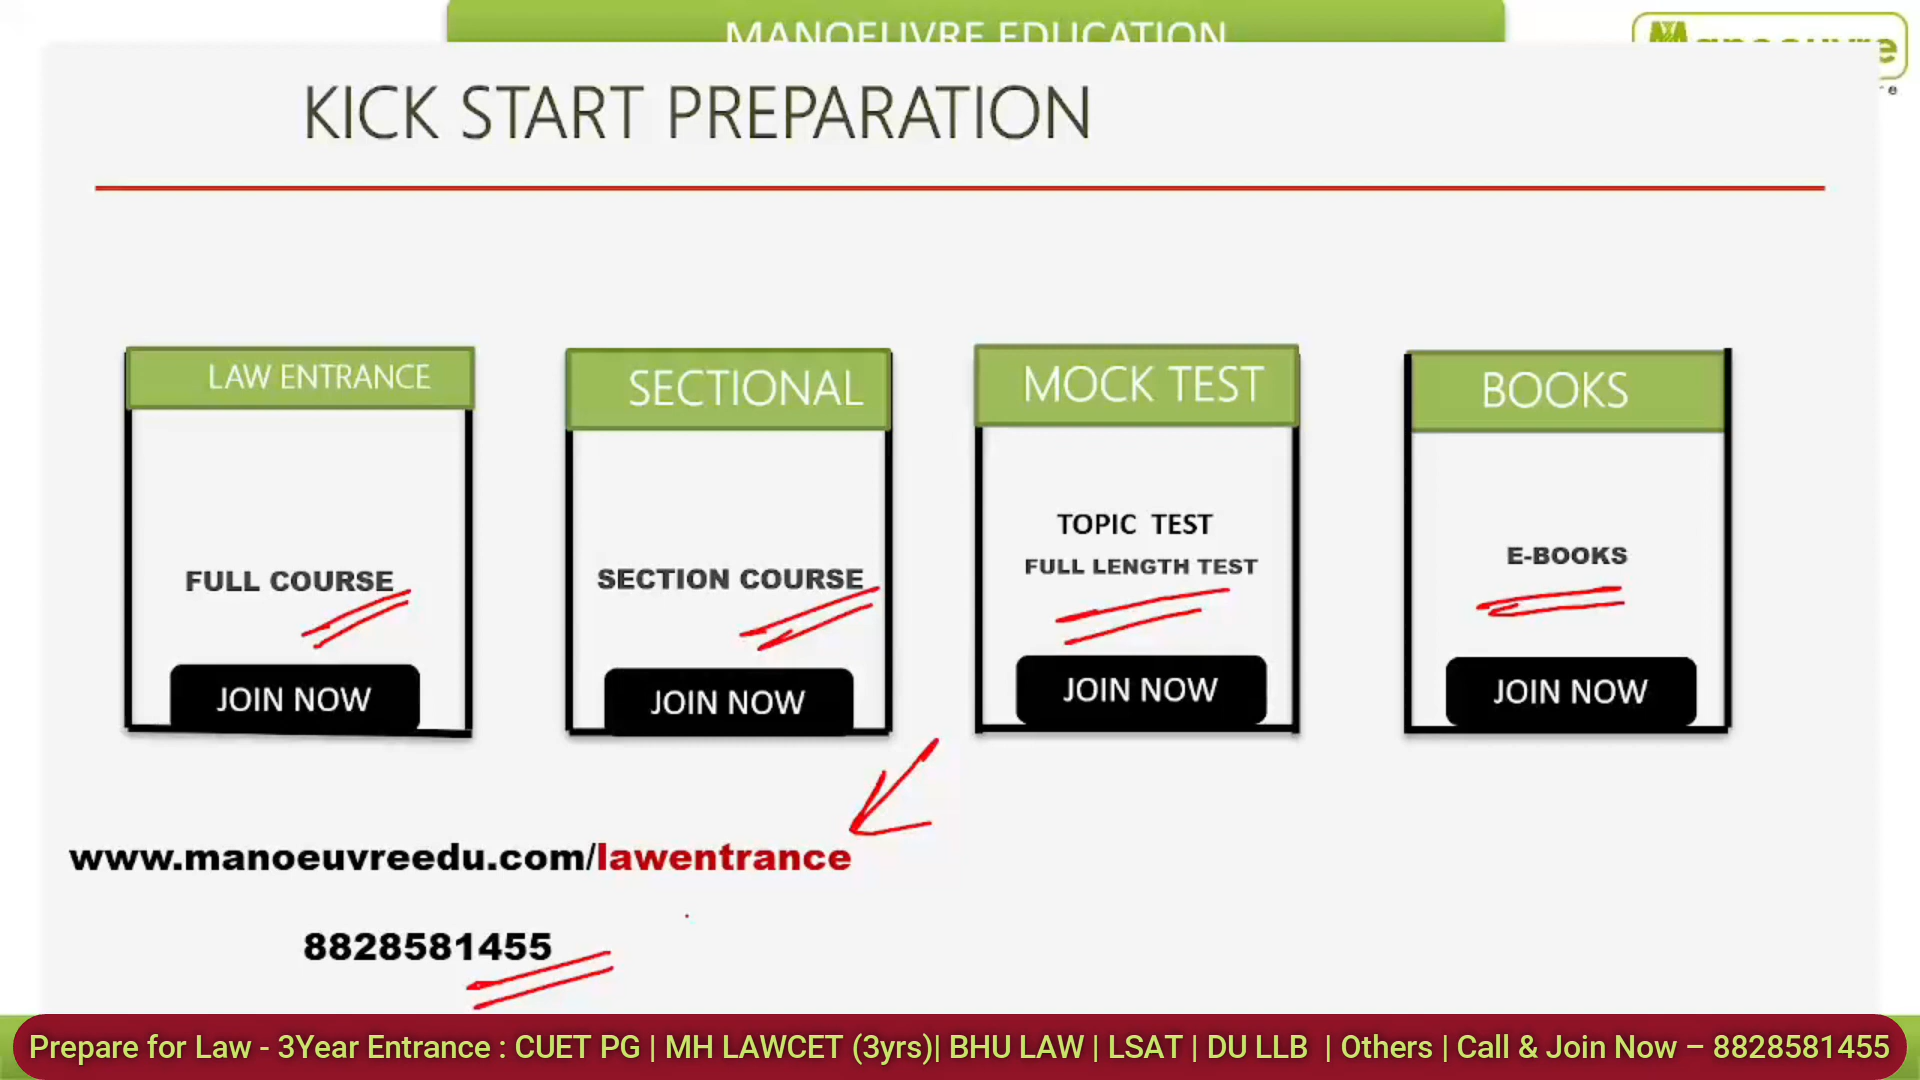 MANOEUVRE EDUCATION
KICK START PREPARATION
LAW ENTRANCE
FULL COURSE
JOIN NOW
SECTIONAL
SECTION COURSE
JOIN NOW
MOCK TEST
TOPIC TEST
FULL LENGTH TEST
JOIN NOW
BOOKS
E-BOOKS
JOIN NOW
www.manoeuvreedu.com/lawentrance
8828581455
Prepare for Law - 3Year Entrance : CUET PG | MH LAWCET (3yrs)| BHU LAW | LSAT | DU LLB | Others | Call & Join Now – 8828581455